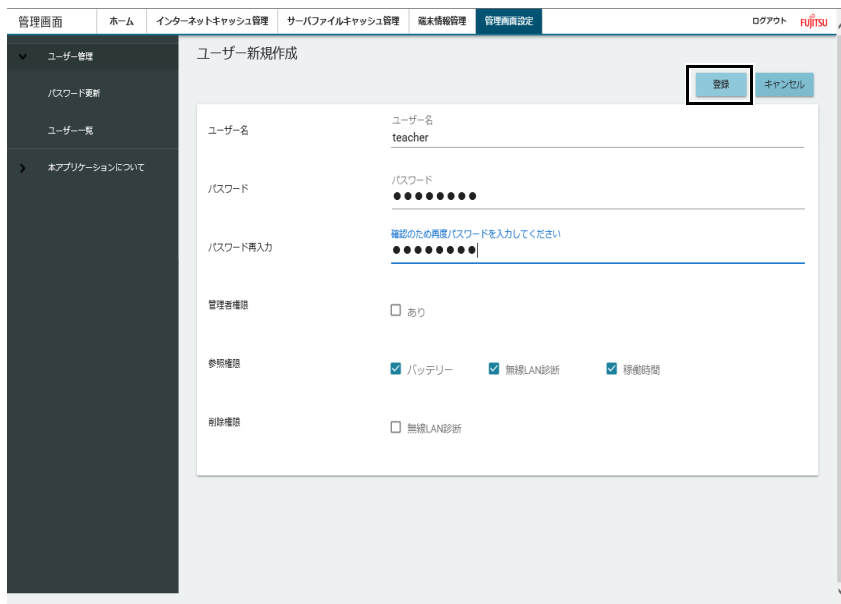 管理画面 ホーム インターネットキャッシュ管理 サーバファイルキャッシュ管理 端末情報管理 管理画面設定 ログアウト FUJITSU
ユーザー管理
パスワード更新
ユーザー一覧
本アプリケーションについて
ユーザー新規作成
登録 キャンセル
ユーザー名
ユーザー名
teacher
パスワード
パスワード
●●●●●●●●
パスワード再入力
確認のため再度パスワードを入力してください
●●●●●●●●
管理者権限
あり
参照権限
バッテリー 無線LAN診断 稼働時間
削除権限
無線LAN診断